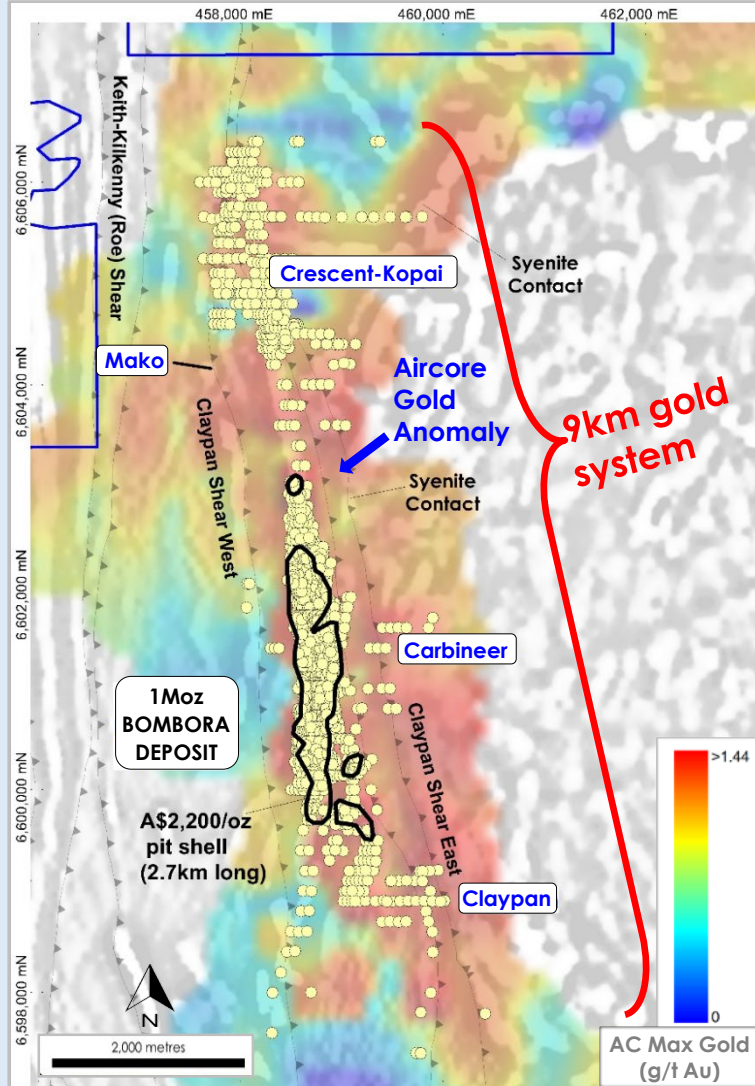 458,000 mE
460,000 mE
462,000 mE
Keith-Kilkenny (Roe) Shear
6,606,000 mN
Syenite
Contact
Crescent-Kopai
Mako
6,604,000 mN
Aircore
Gold
Anomaly
9km gold
system
Claypan Shear West
Syenite
Contact
6,602,000 mN
Carbineer
1Moz
BOMBORA
DEPOSIT
Claypan Shear East
>1.44
6,600,000 mN
A$2,200/oz
pit shell
(2.7km long)
Claypan
6,598,000 mN
N
2,000 metres
0
AC Max Gold
(g/t Au)